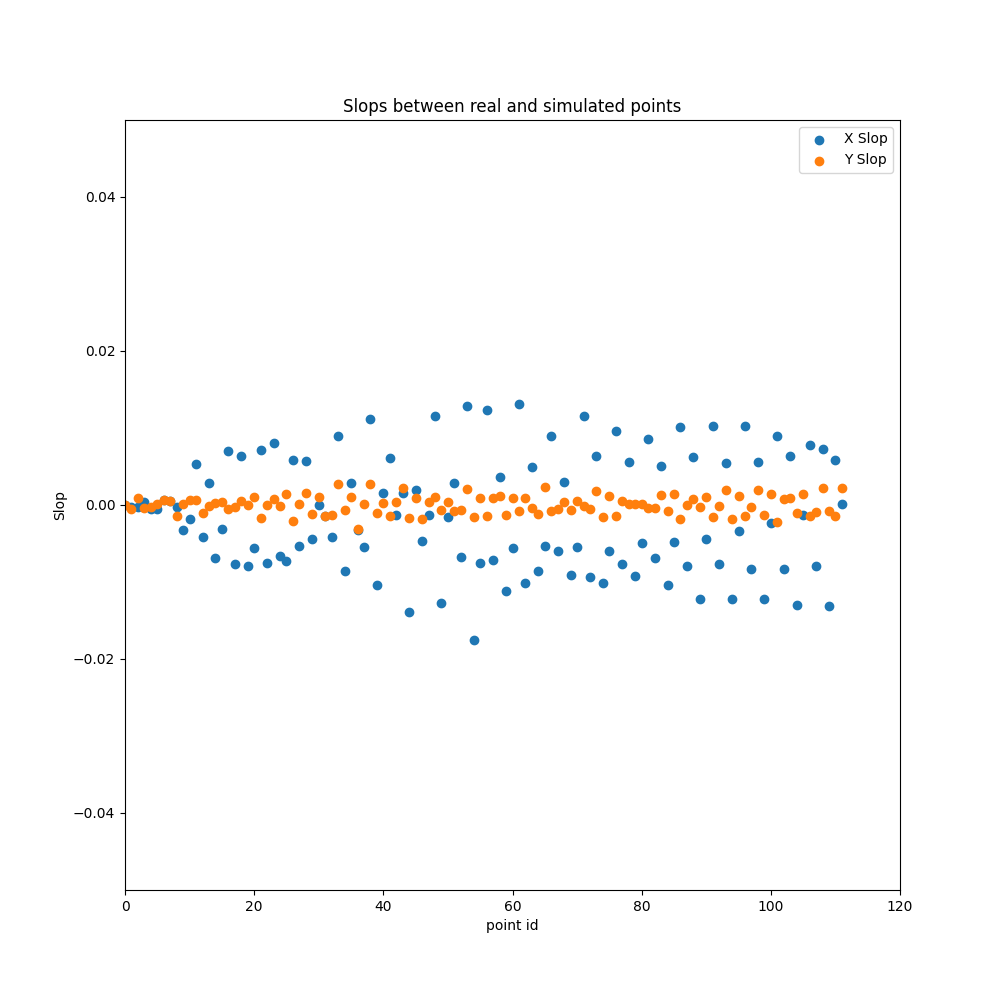 Slops between real and simulated points
X Slop
Y Slop
0.04
0.02
0.00
−0.02
−0.04
Slop
0 20 40 60 80 100 120
point id